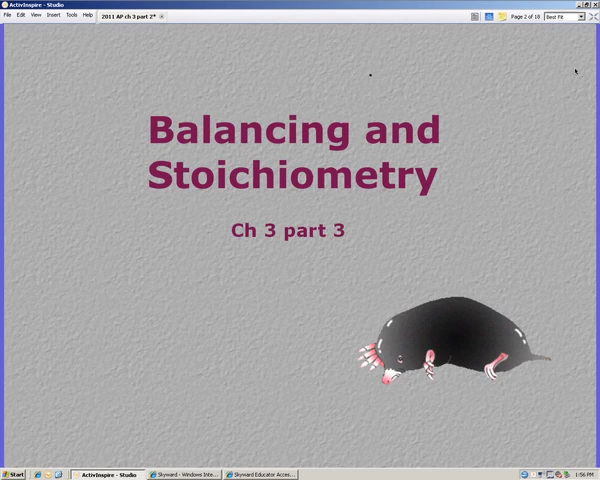 ActivInspire - Studio
File Edit View Insert Tools Help
2011 AP ch 3 part 2*
Page 2 of 18
Best Fit
Balancing and
Stoichiometry
Ch 3 part 3
Start
ActivInspire - Studio
Skyward - Windows Inte...
Skyward Educator Acces...
1:56 PM